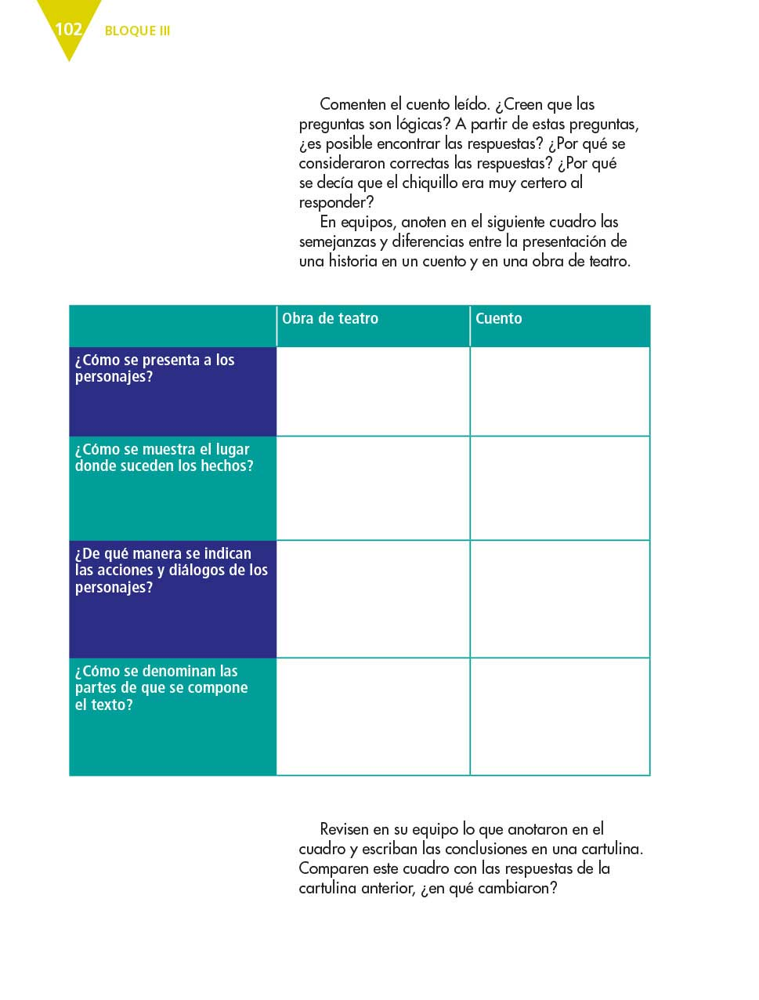 102
BLOQUE III
Comenten el cuento leído. ¿Creen que las
preguntas son lógicas? A partir de estas preguntas,
¿es posible encontrar las respuestas? ¿Por qué se
consideraron correctas las respuestas? ¿Por qué
se decía que el chiquillo era muy certero al
responder?
En equipos, anoten en el siguiente cuadro las
semejanzas y diferencias entre la presentación de
una historia en un cuento y en una obra de teatro.
Obra de teatro
Cuento
¿Cómo se presenta a los
personajes?
¿Cómo se muestra el lugar
donde suceden los hechos?
¿De qué manera se indican
las acciones y diálogos de los
personajes?
¿Cómo se denominan las
partes de que se compone
el texto?
Revisen en su equipo lo que anotaron en el
cuadro y escriban las conclusiones en una cartulina.
Comparen este cuadro con las respuestas de la
cartulina anterior, ¿en qué cambiaron?